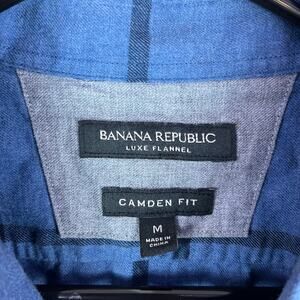 BANANA REPUBLIC
LUXE FLANNEL
CAMDEN FIT
M
MADE IN
CHINA